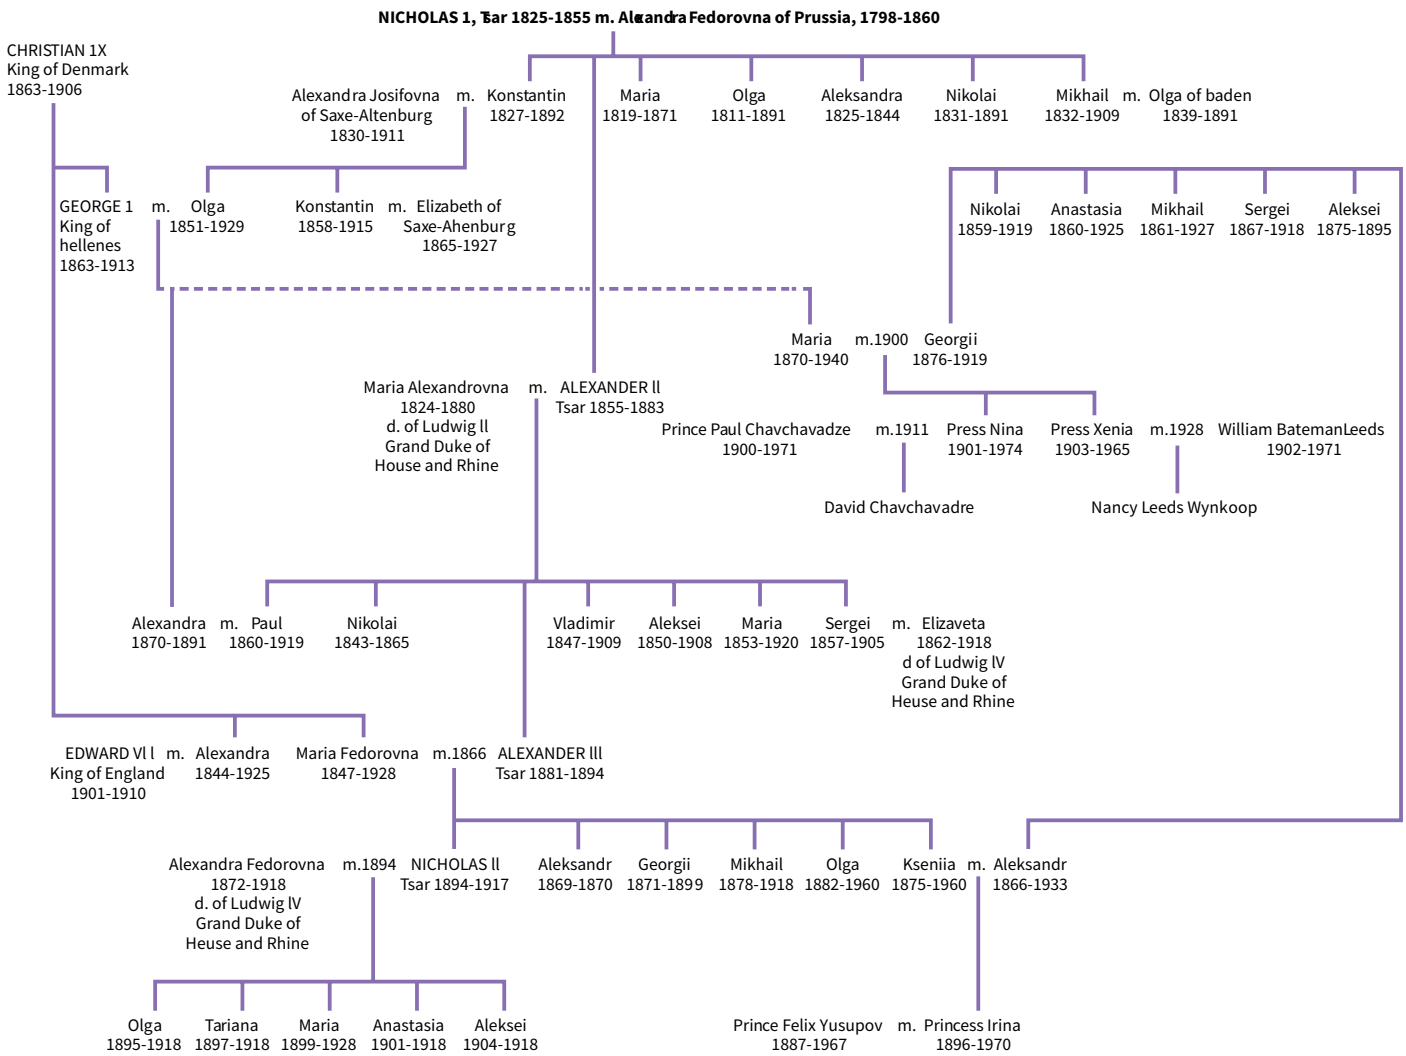 NICHOLAS 1, Tsar 1825-1855 m. Alexandra Fedorovna of Prussia, 1798-1860
CHRISTIAN 1X
King of Denmark
1863-1906
Alexandra Josifovna
of Saxe-Altenburg
1830-1911
m.
Konstantin
1827-1892
Maria
1819-1871
Olga
1811-1891
Aleksandra
1825-1844
Nikolai
1831-1891
Mikhail
1832-1909
m.
Olga of baden
1839-1891
GEORGE 1
King of
hellenes
1863-1913
m.
Olga
1851-1929
Konstantin
1858-1915
m.
Elizabeth of
Saxe-Ahenburg
1865-1927
Nikolai
1859-1919
Anastasia
1860-1925
Mikhail
1861-1927
Sergei
1867-1918
Aleksei
1875-1895
Maria
1870-1940
m.1900
Georgii
1876-1919
Maria Alexandrovna
1824-1880
d. of Ludwig ll
Grand Duke of
House and Rhine
m.
ALEXANDER ll
Tsar 1855-1883
Prince Paul Chavchavadze
1900-1971
m.1911
Press Nina
1901-1974
Press Xenia
1903-1965
m.1928
William BatemanLeeds
1902-1971
David Chavchavadre
Nancy Leeds Wynkoop
Alexandra
1870-1891
m.
Paul
1860-1919
Nikolai
1843-1865
Vladimir
1847-1909
Aleksei
1850-1908
Maria
1853-1920
Sergei
1857-1905
m.
Elizaveta
1862-1918
d of Ludwig lV
Grand Duke of
Heuse and Rhine
EDWARD Vl l
King of England
1901-1910
m.
Alexandra
1844-1925
Maria Fedorovna
1847-1928
m.1866
ALEXANDER lll
Tsar 1881-1894
Alexandra Fedorovna
1872-1918
d. of Ludwig lV
Grand Duke of
Heuse and Rhine
m.1894
NICHOLAS ll
Tsar 1894-1917
Aleksandr
1869-1870
Georgii
1871-1899
Mikhail
1878-1918
Olga
1882-1960
Kseniia
1875-1960
m.
Aleksandr
1866-1933
Olga
1895-1918
Tariana
1897-1918
Maria
1899-1928
Anastasia
1901-1918
Aleksei
1904-1918
Prince Felix Yusupov
1887-1967
m.
Princess Irina
1896-1970